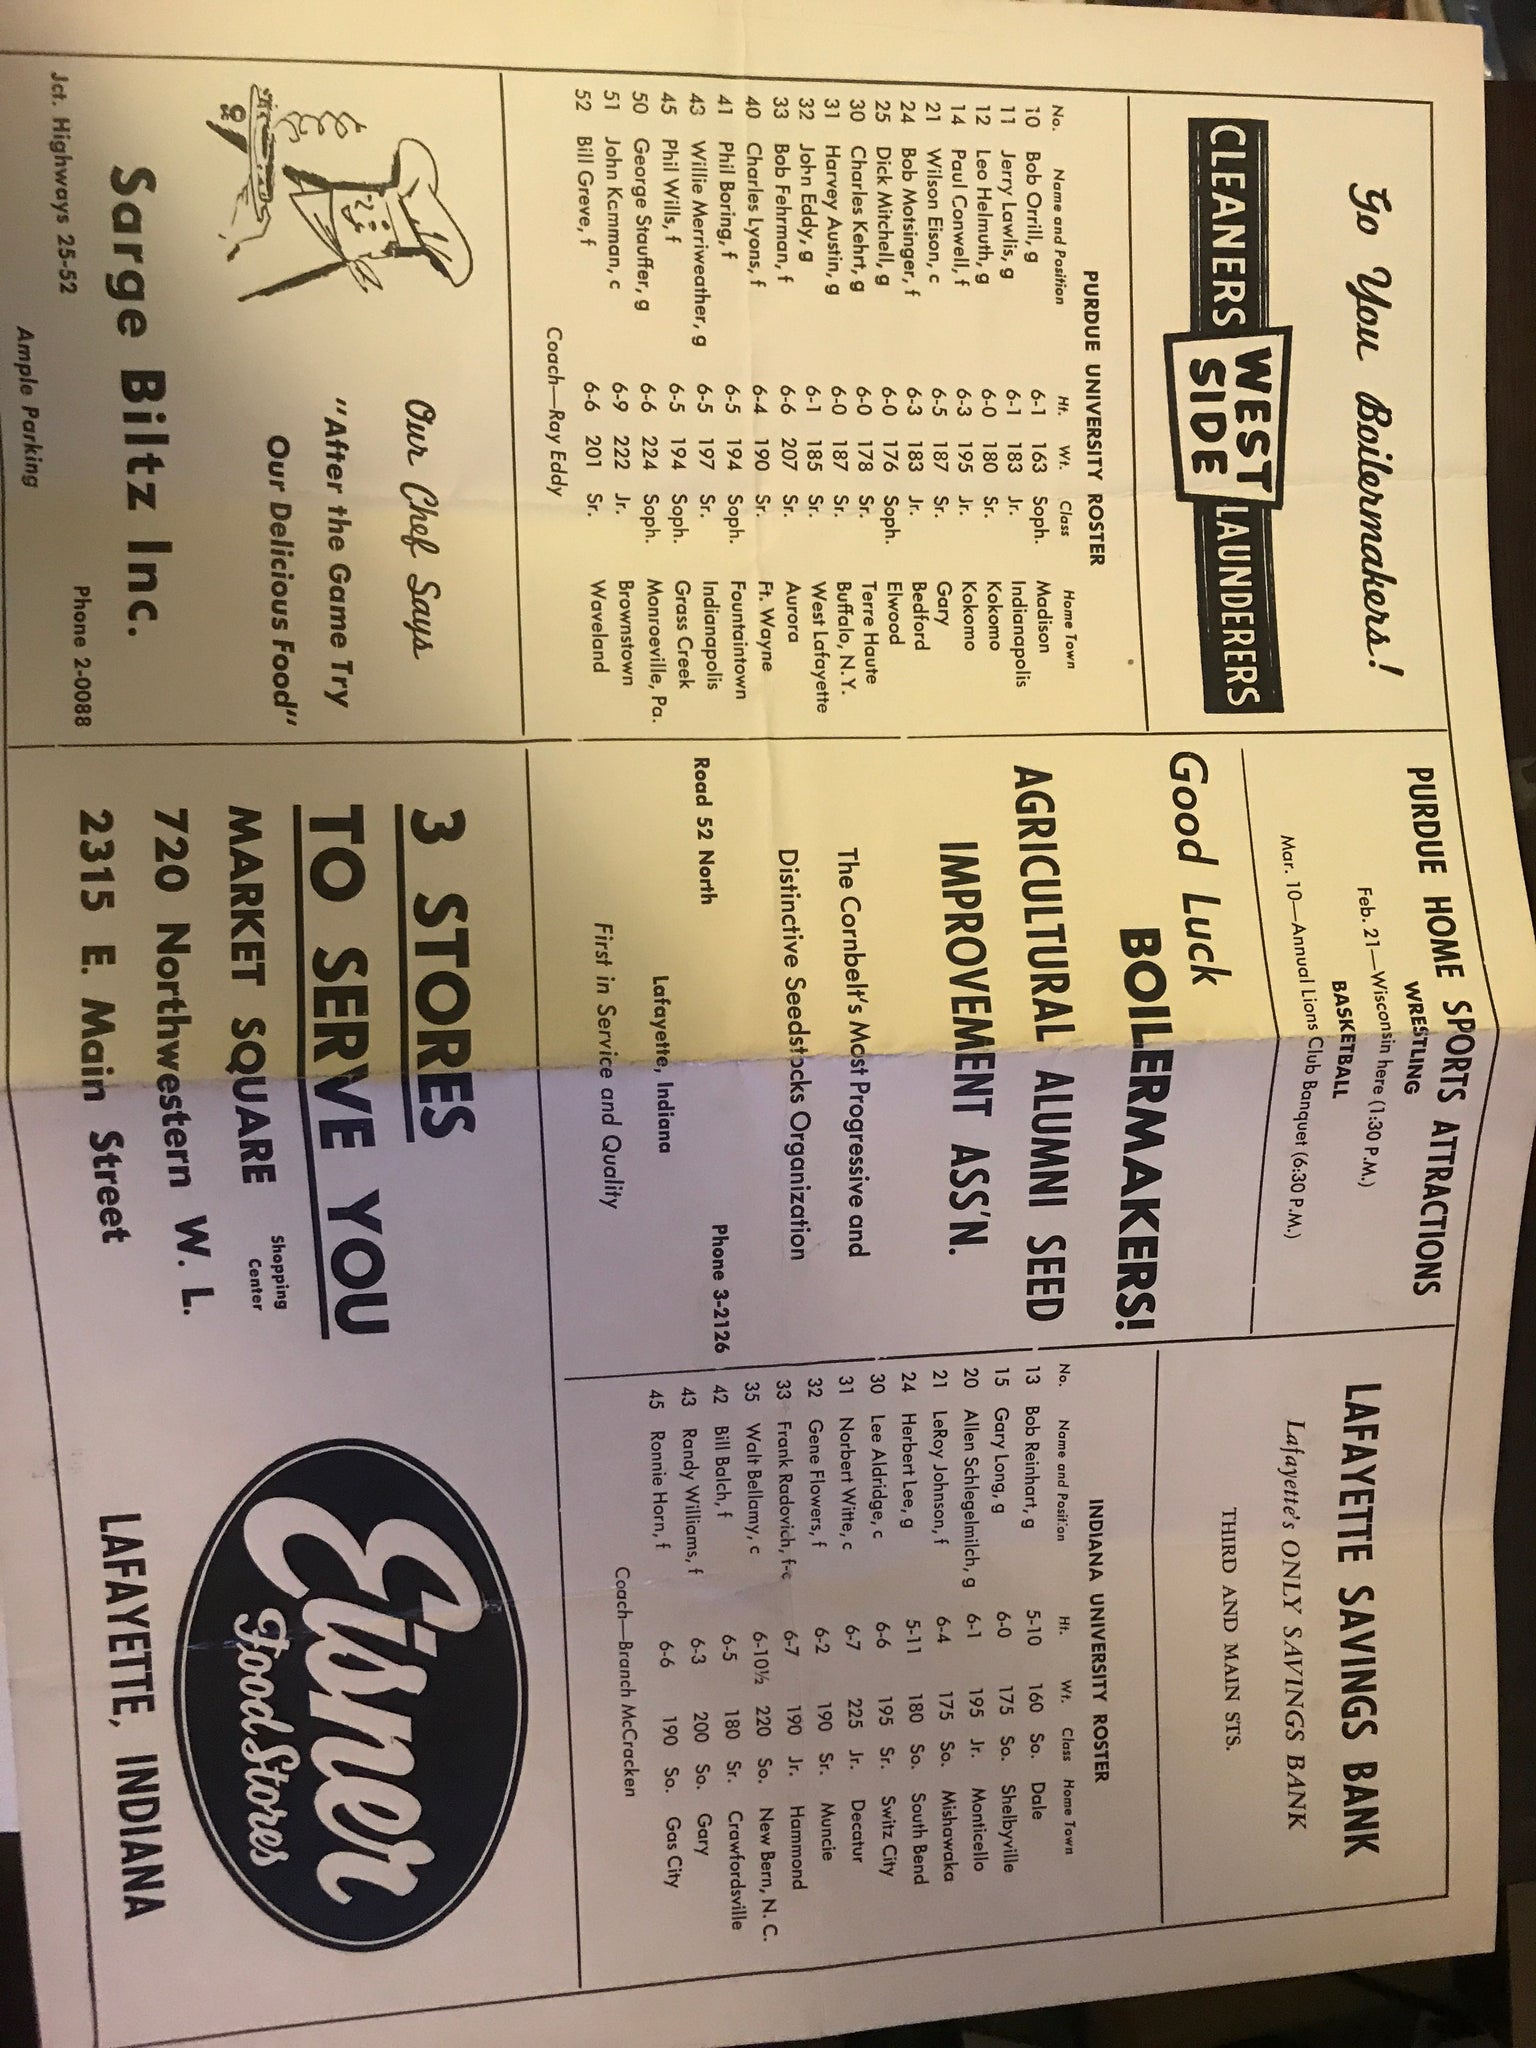 Go You Boilermakers!
CLEANERS WEST SIDE LAUNDERERS
PURDUE UNIVERSITY ROSTER
No. Name and Position Ht. Wt. Class Home Town
10 Bob Orrill, g 6-1 163 Soph. Madison
11 Jerry Lawlis, g 6-1 183 Jr. Indianapolis
12 Leo Helmuth, g 6-0 180 Sr. Kokomo
14 Paul Conwell, f 6-3 195 Jr. Kokomo
21 Wilson Eison, c 6-5 187 Sr. Gary
24 Bob Motsinger, f 6-3 183 Jr. Bedford
25 Dick Mitchell, g 6-0 176 Soph. Elwood
30 Charles Kehrt, g 6-0 178 Sr. Terre Haute
31 Harvey Austin, g 6-0 187 Sr. Buffalo, N.Y.
32 John Eddy, g 6-1 185 Sr. West Lafayette
33 Bob Fehrman, f 6-6 207 Sr. Aurora
40 Charles Lyons, f 6-4 190 Sr. Ft. Wayne
41 Phil Boring, f 6-5 194 Soph. Fountaintown
43 Willie Merriweather, g 6-5 197 Sr. Indianapolis
45 Phil Wills, f 6-5 194 Soph. Grass Creek
50 George Stauffer, g 6-6 224 Soph. Monroeville, Pa.
51 John Kamman, c 6-9 222 Jr. Brownstown
52 Bill Greve, f 6-6 201 Sr. Waveland
Coach—Ray Eddy
Our Chef Says
"After the Game Try
Our Delicious Food"
Sarge Biltz Inc.
Phone 2-0088
Jct. Highways 25-52
Ample Parking
PURDUE HOME SPORTS ATTRACTIONS
WRESTLING
Feb. 21—Wisconsin here (1:30 P.M.)
BASKETBALL
Mar. 10—Annual Lions Club Banquet (6:30 P.M.)
Good Luck
BOILERMAKERS!
AGRICULTURAL ALUMNI SEED
IMPROVEMENT ASS'N.
The Cornbelt's Most Progressive and
Distinctive Seedstocks Organization
Road 52 North Phone 3-2126
Lafayette, Indiana
First in Service and Quality
LAFAYETTE SAVINGS BANK
Lafayette's ONLY SAVINGS BANK
THIRD AND MAIN STS.
INDIANA UNIVERSITY ROSTER
No. Name and Position Ht. Wt. Class Home Town
13 Bob Reinhart, g 5-10 160 So. Dale
15 Gary Long, g 6-0 175 So. Shelbyville
20 Allen Schlegelmilch, g 6-1 195 Jr. Monticello
21 LeRoy Johnson, f 6-4 175 So. Mishawaka
24 Herbert Lee, g 5-11 180 So. South Bend
30 Lee Aldridge, c 6-6 195 Sr. Switz City
31 Norbert Witte, c 6-7 225 Jr. Decatur
32 Gene Flowers, f 6-2 190 Sr. Muncie
33 Frank Radovich, f-c 6-7 190 Jr. Hammond
35 Walt Bellamy, c 6-10½ 220 So. New Bern, N. C.
42 Bill Balch, f 6-5 180 Sr. Crawfordsville
43 Randy Williams, f 6-3 200 So. Gary
45 Ronnie Horn, f 6-6 190 So. Gas City
Coach—Branch McCracken
3 STORES
TO SERVE YOU
MARKET SQUARE Shopping Center
720 Northwestern W. L.
2315 E. Main Street
Eisner
Food Stores
LAFAYETTE, INDIANA